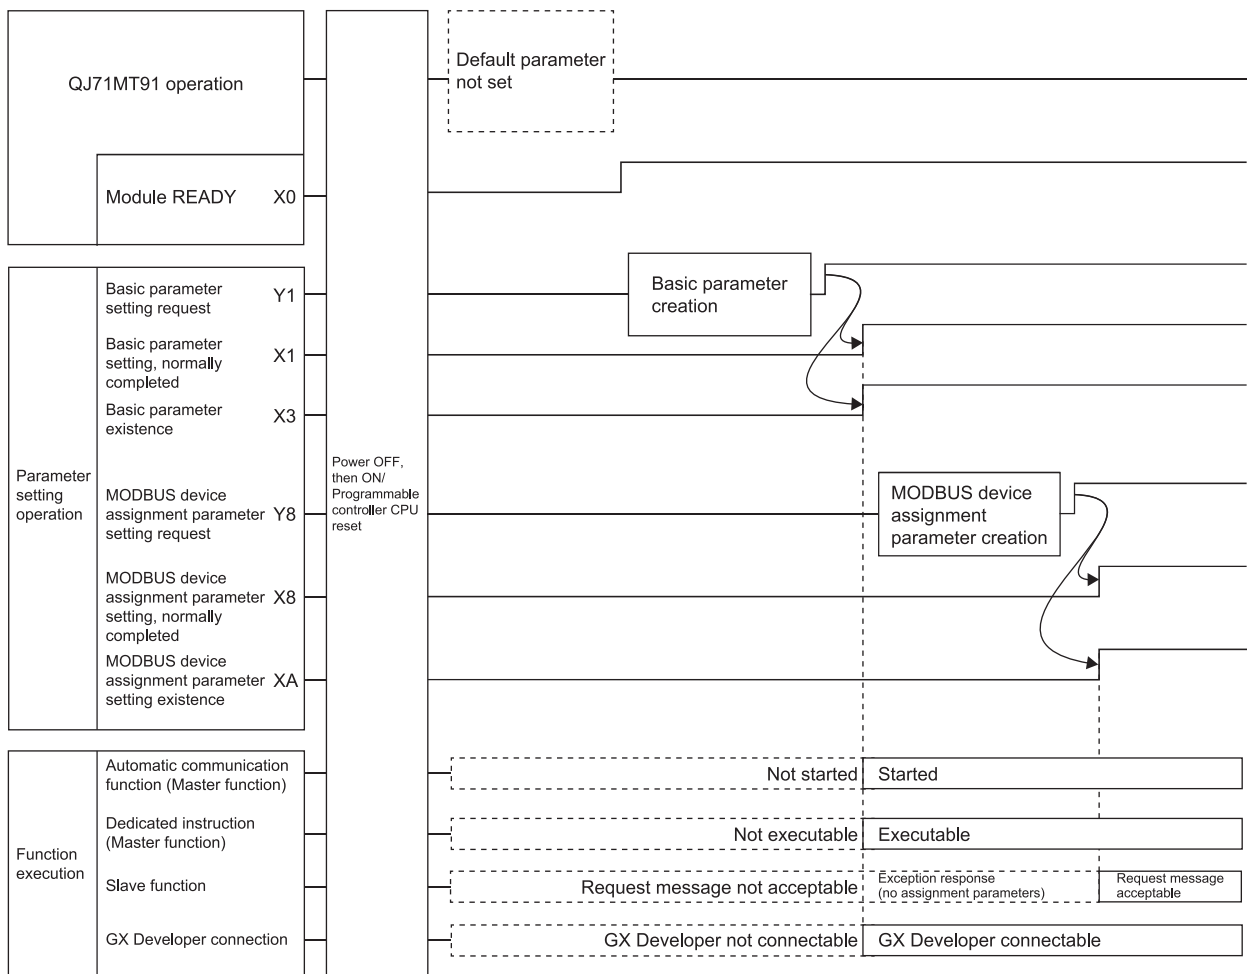 Default parameter
not set
QJ71MT91 operation
Module READY X0
Basic parameter
setting request
Y1
Basic parameter
creation
Basic parameter
setting, normally
completed
X1
Basic parameter
existence
X3
Parameter
setting
operation
Power OFF,
then ON/
Programmable
controller CPU
reset
MODBUS device
assignment parameter
setting request
Y8
MODBUS device
assignment
parameter creation
MODBUS device
assignment parameter
setting, normally
completed
X8
MODBUS device
assignment parameter
setting existence
XA
Function
execution
Automatic communication
function (Master function)
Not started
Started
Dedicated instruction
(Master function)
Not executable
Executable
Slave function
Request message not acceptable
Exception response
(no assignment parameters)
Request message
acceptable
GX Developer connection
GX Developer not connectable
GX Developer connectable